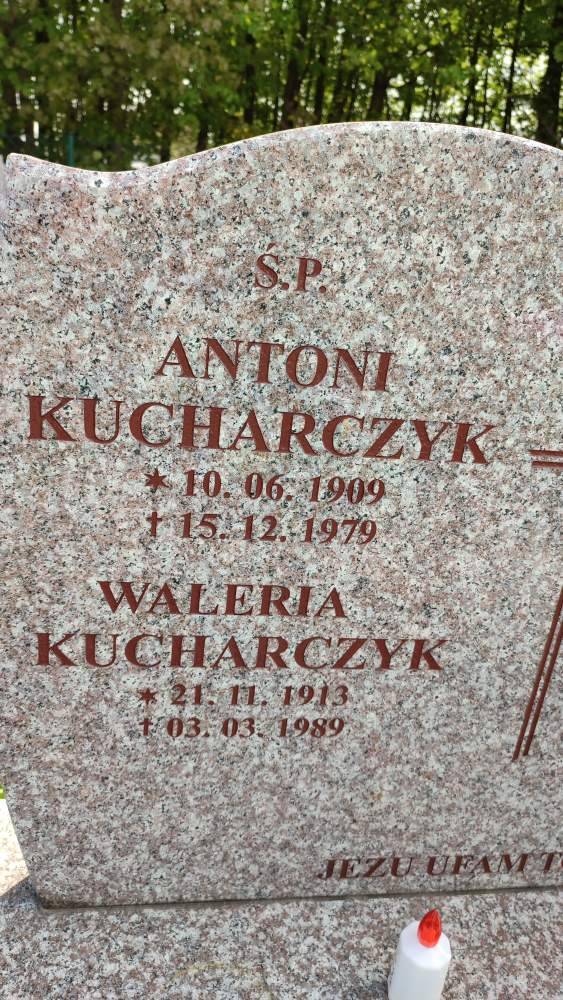 Ś.P.
ANTONI
KUCHARCZYK
* 10. 06. 1909
✝ 15. 12. 1979
WALERIA
KUCHARCZYK
* 21. 11. 1913
✝ 03. 03. 1989
JEZU UFAM